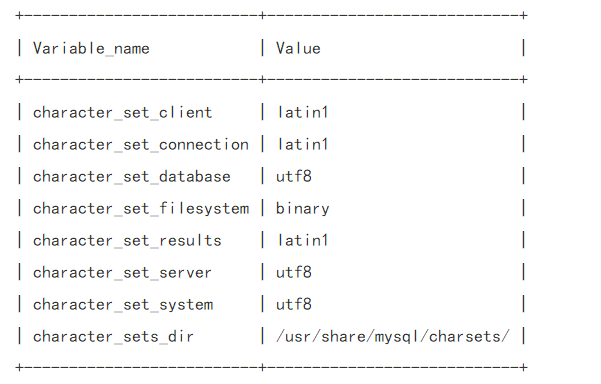 +--------------------------+----------------------------+
| Variable_name            | Value                      |
+--------------------------+----------------------------+
| character_set_client     | latin1                     |
| character_set_connection | latin1                     |
| character_set_database   | utf8                       |
| character_set_filesystem | binary                     |
| character_set_results    | latin1                     |
| character_set_server     | utf8                       |
| character_set_system     | utf8                       |
| character_sets_dir       | /usr/share/mysql/charsets/ |
+--------------------------+----------------------------+